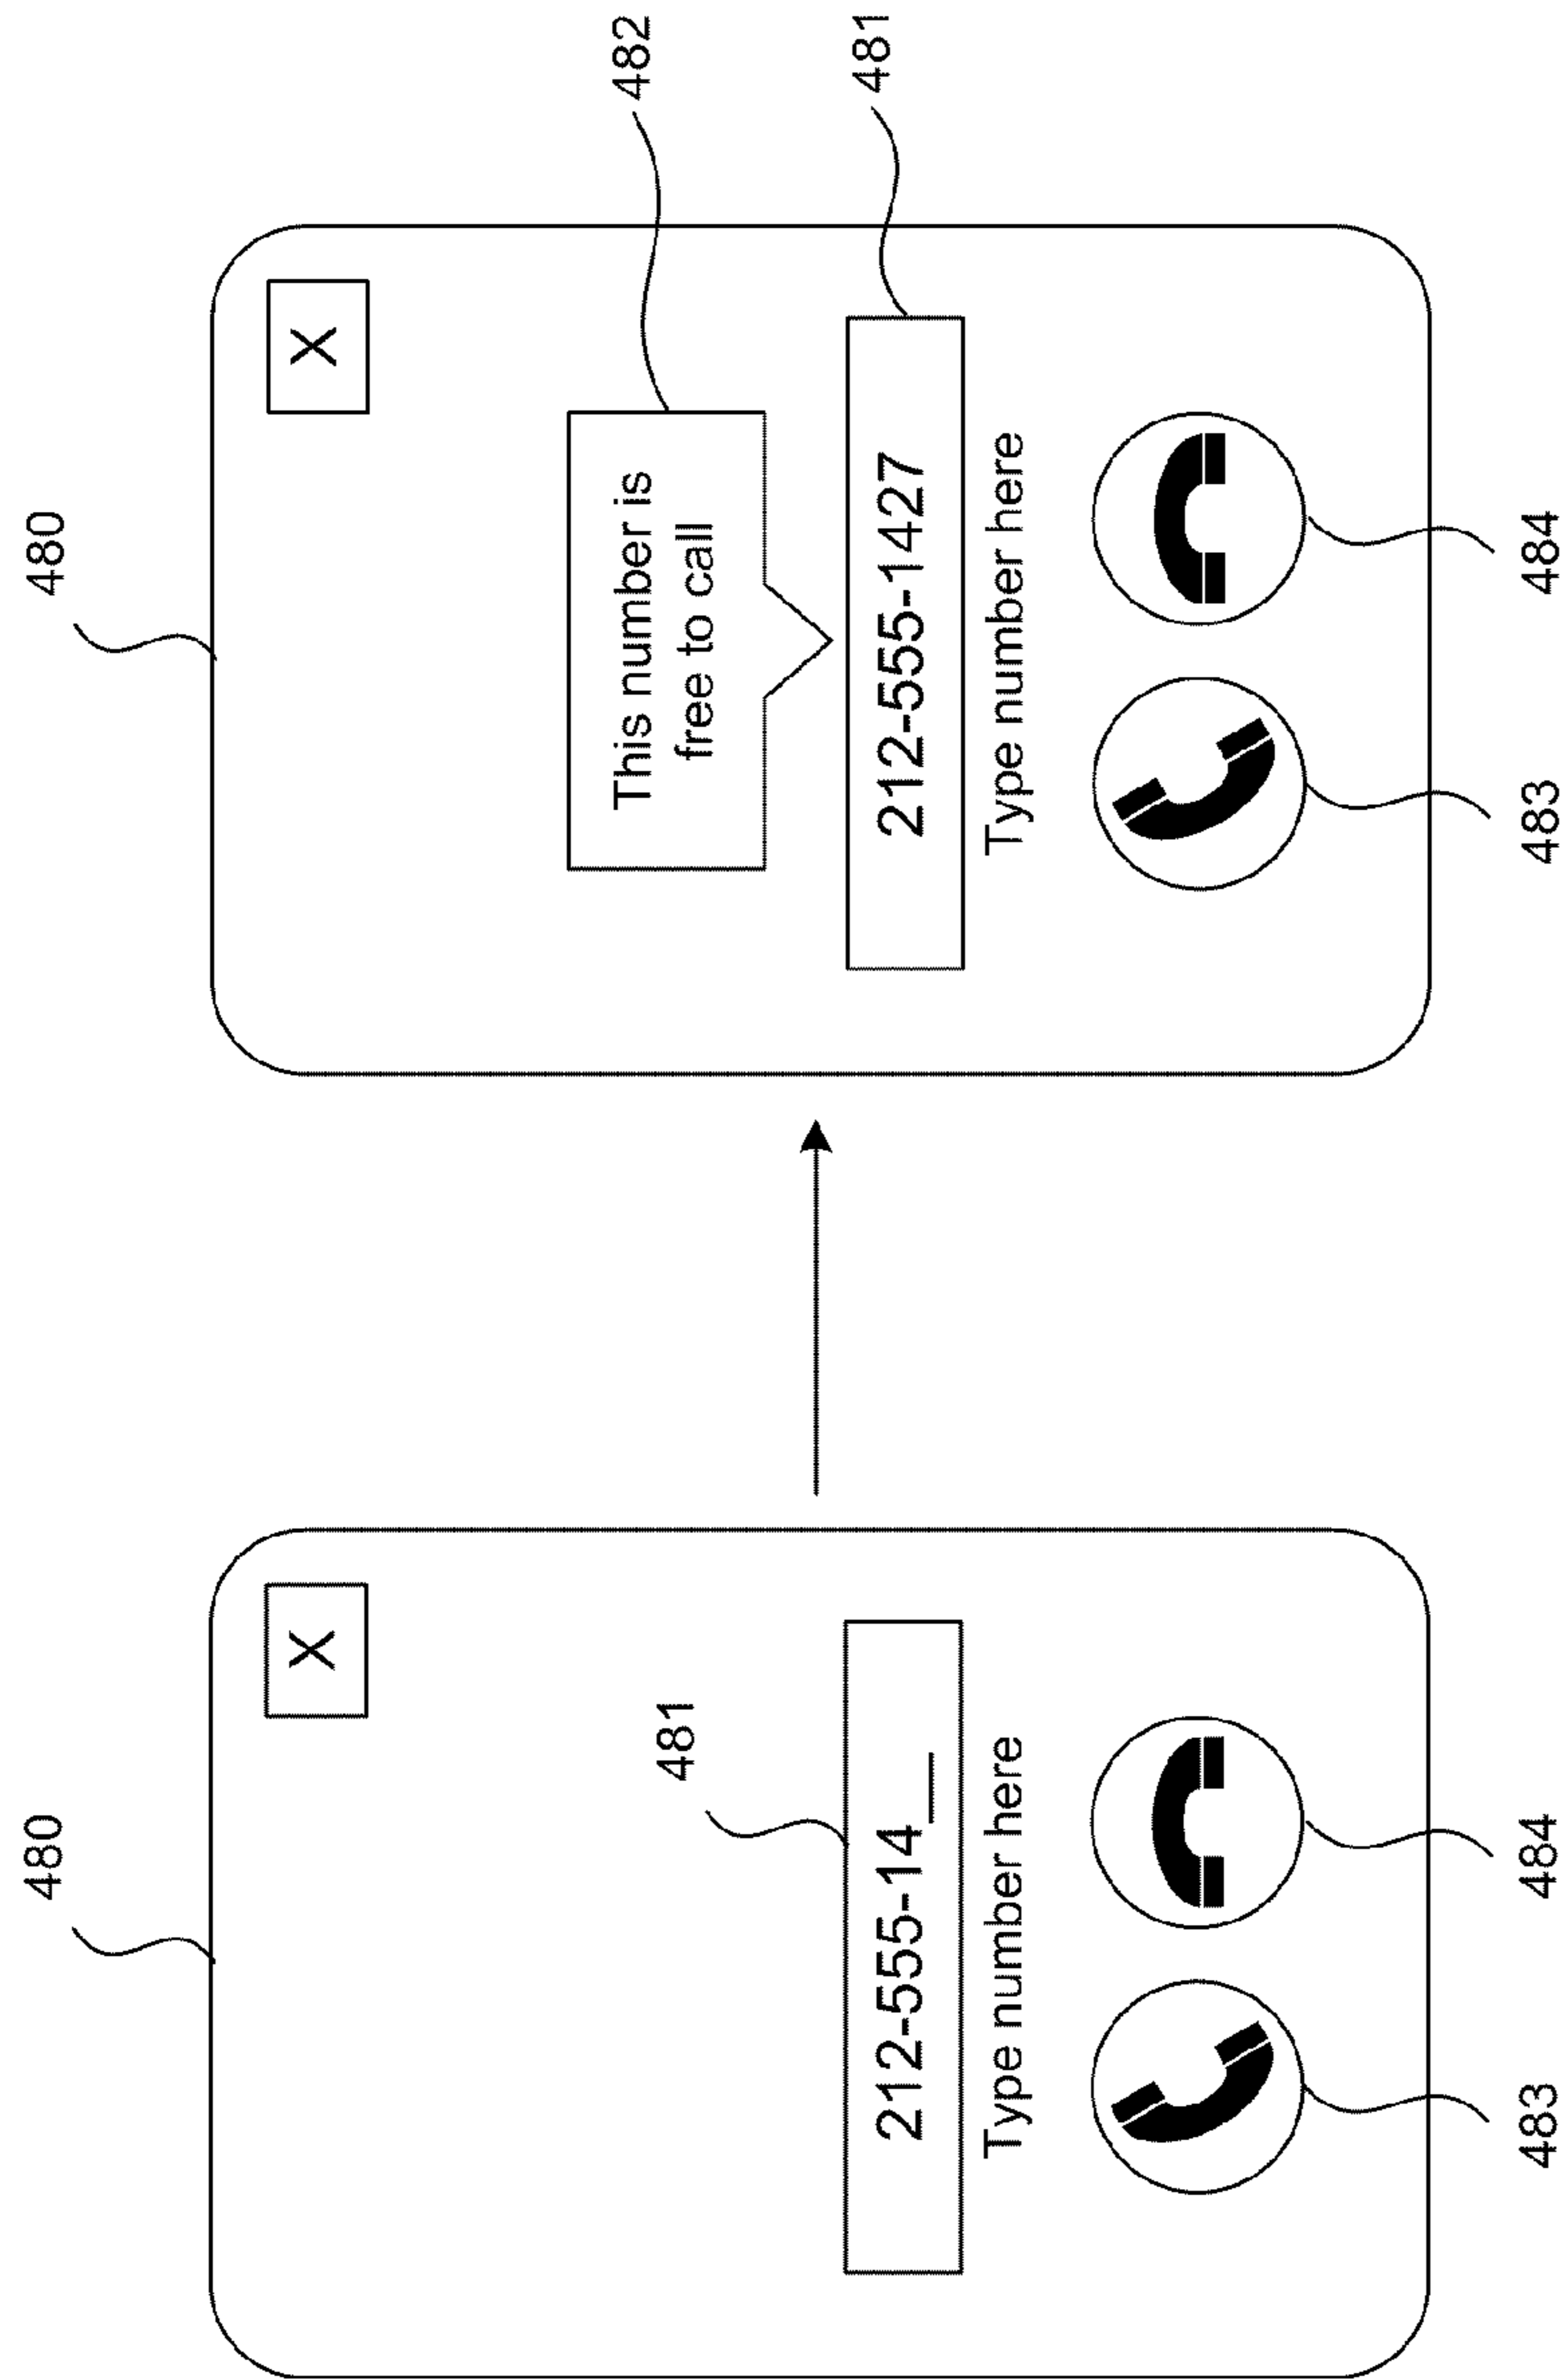 480
X
481
212-555-14__
Type number here
483
484
480
X
482
This number is
free to call
481
212-555-1427
Type number here
483
484